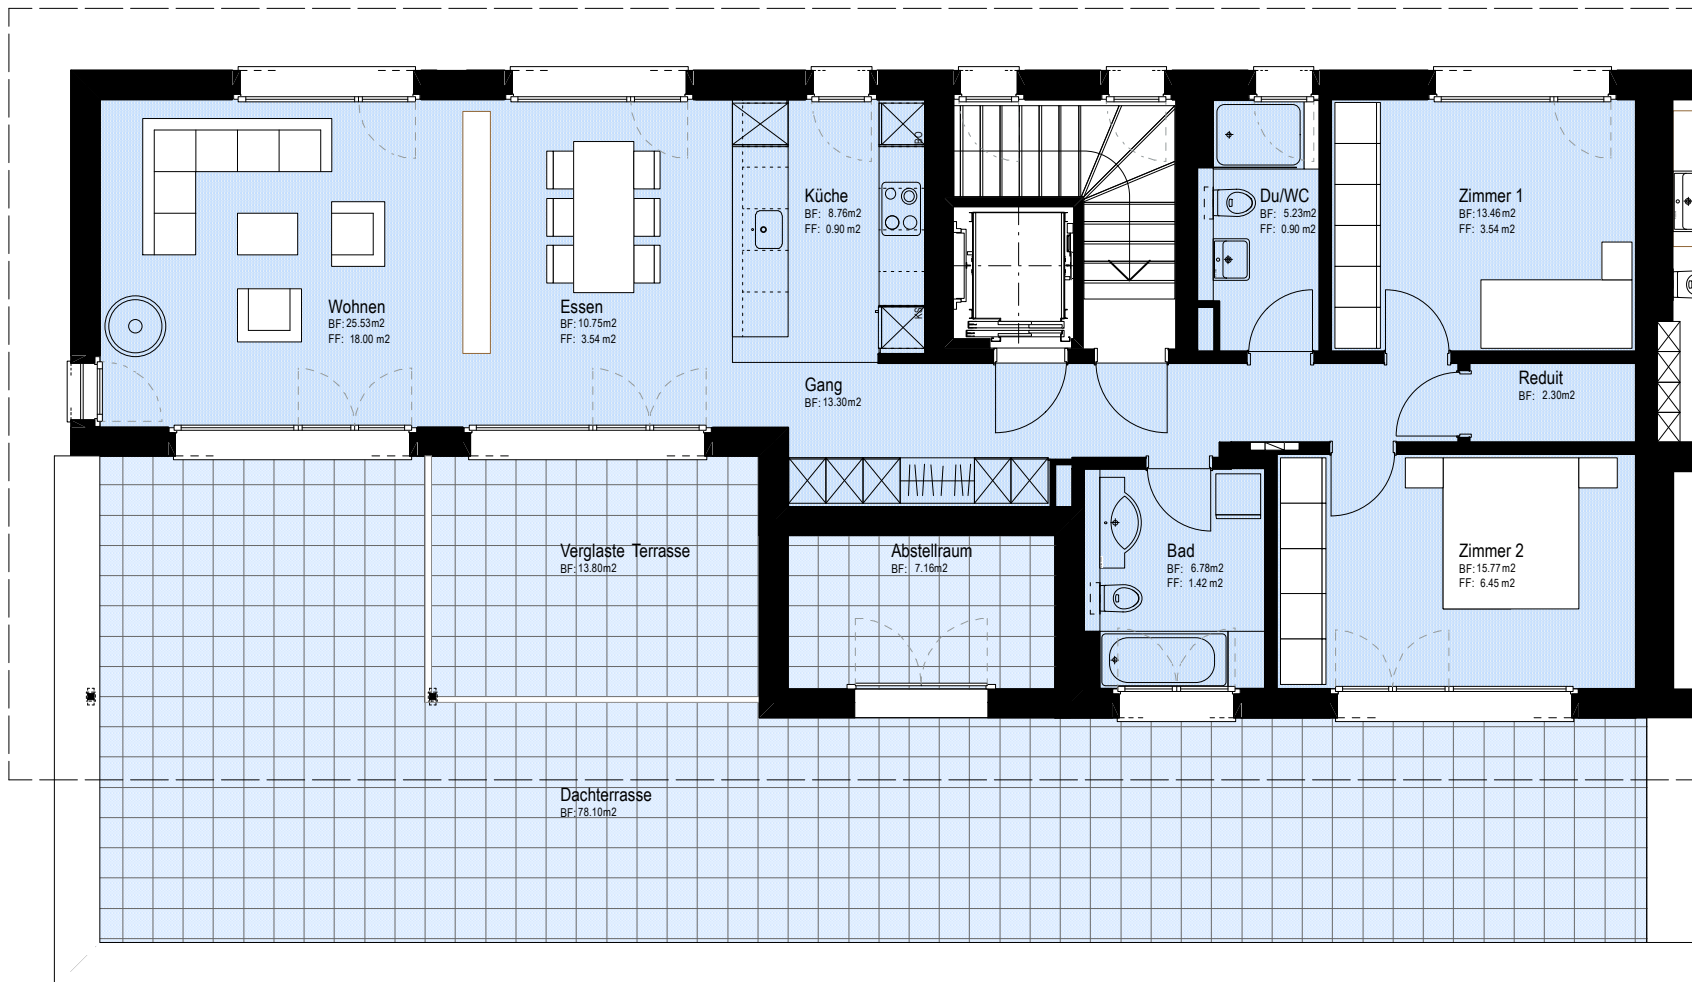 Wohnen
BF: 25.53m2
FF: 18.00 m2
Essen
BF: 10.75m2
FF: 3.54 m2
Küche
BF: 8.76m2
FF: 0.90 m2
BO
KS
Gang
BF: 13.30m2
Du/WC
BF: 5.23m2
FF: 0.90 m2
Zimmer 1
BF: 13.46m2
FF: 3.54 m2
Reduit
BF: 2.30m2
Verglaste Terrasse
BF: 13.80m2
Abstellraum
BF: 7.16m2
Bad
BF: 6.78m2
FF: 1.42 m2
Zimmer 2
BF: 15.77m2
FF: 6.45 m2
Dachterrasse
BF: 78.10m2